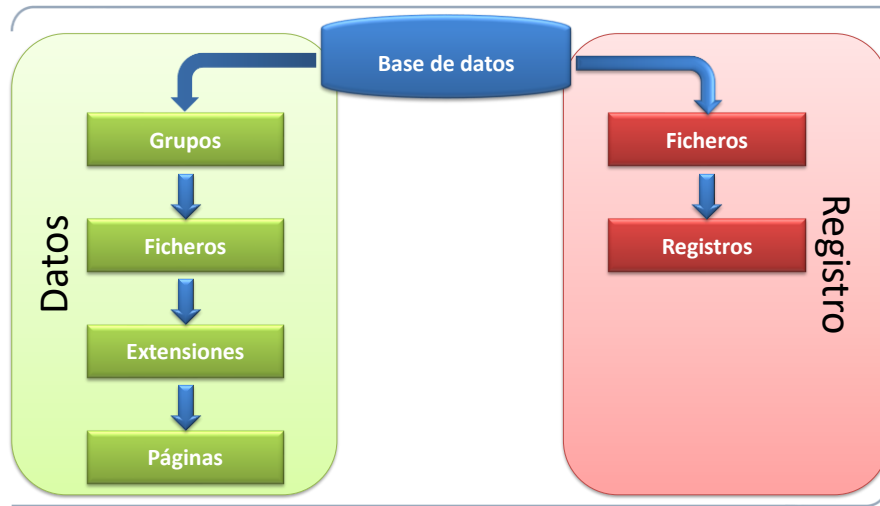 Base de datos
Datos
Grupos
Ficheros
Extensiones
Páginas
Registro
Ficheros
Registros